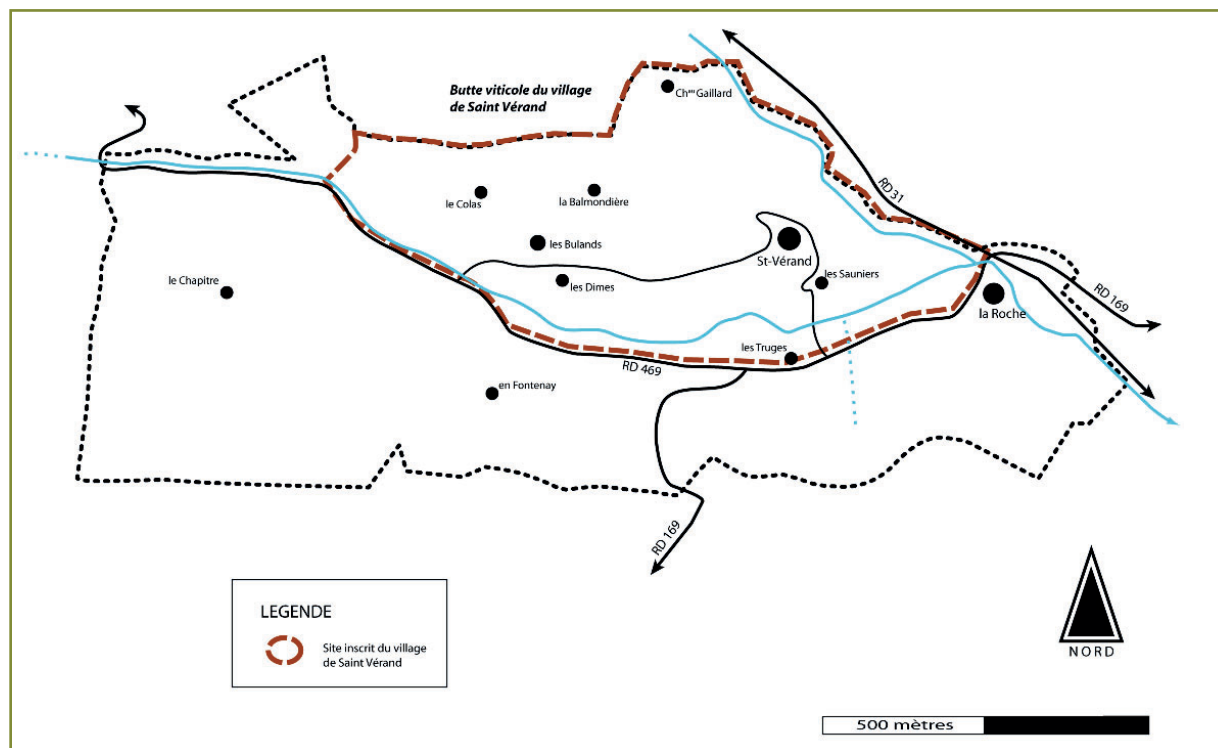 Butte viticole du village
de Saint Vérand
Chᵉᵃᵘ Gaillard
le Colas
la Balmondière
RD 31
les Bulands
St-Vérand
le Chapitre
les Dimes
les Sauniers
la Roche
RD 169
les Truges
RD 469
en Fontenay
RD 169
LEGENDE
Site inscrit du village
de Saint Vérand
NORD
500 mètres